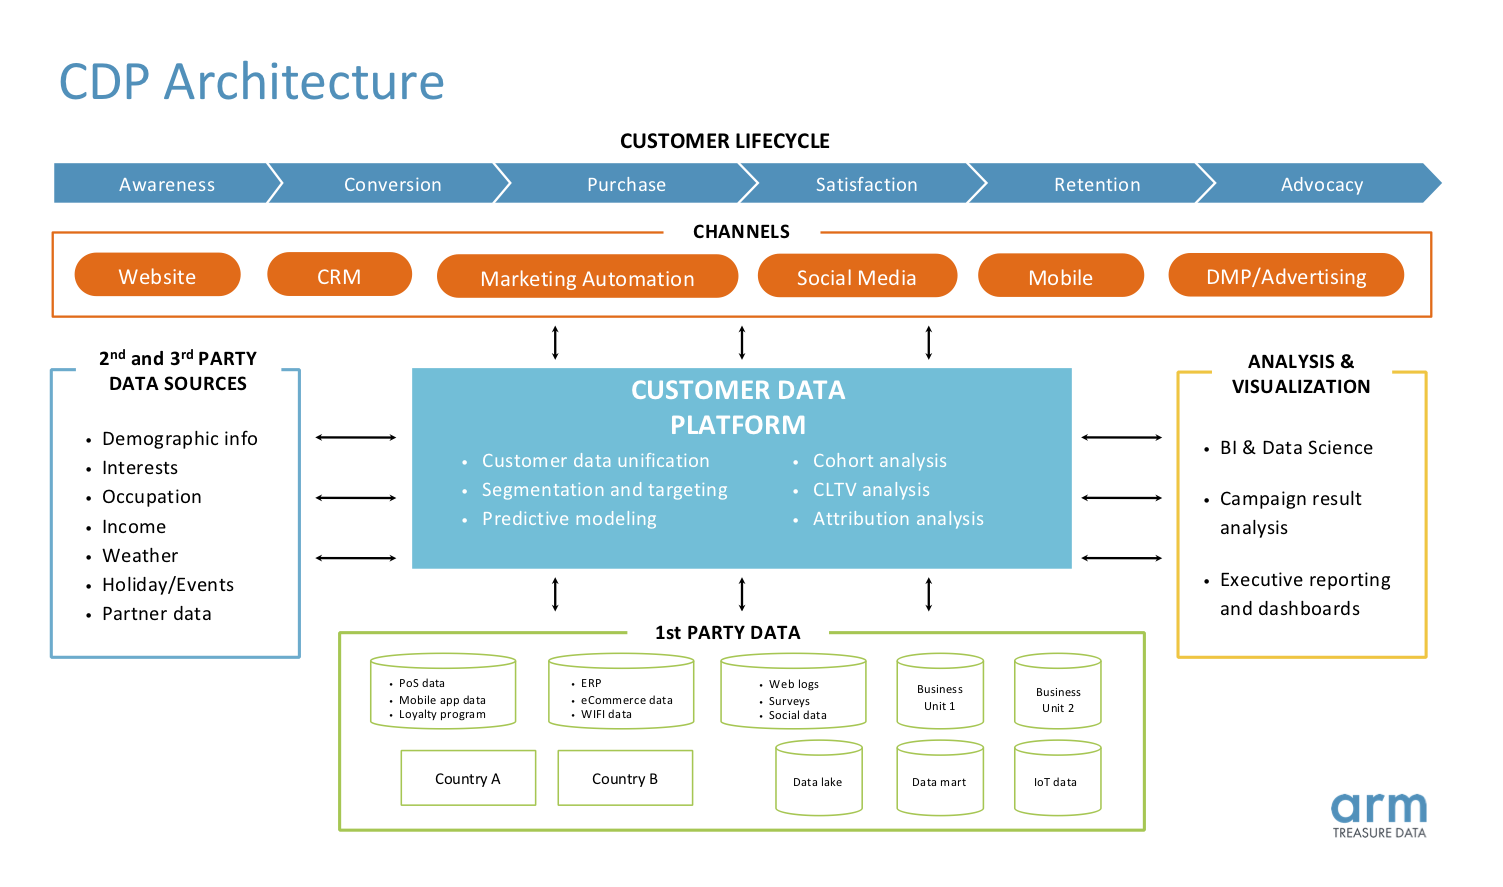 CDP Architecture
CUSTOMER LIFECYCLE
Awareness
Conversion
Purchase
Satisfaction
Retention
Advocacy
CHANNELS
Website
CRM
Marketing Automation
Social Media
Mobile
DMP/Advertising
2nd and 3rd PARTY
DATA SOURCES
• Demographic info
• Interests
• Occupation
• Income
• Weather
• Holiday/Events
• Partner data
CUSTOMER DATA
PLATFORM
• Customer data unification
• Segmentation and targeting
• Predictive modeling
• Cohort analysis
• CLTV analysis
• Attribution analysis
ANALYSIS &
VISUALIZATION
• BI & Data Science
• Campaign result
analysis
• Executive reporting
and dashboards
1st PARTY DATA
• PoS data
• Mobile app data
• Loyalty program
• ERP
• eCommerce data
• WIFI data
• Web logs
• Surveys
• Social data
Business
Unit 1
Business
Unit 2
Country A
Country B
Data lake
Data mart
IoT data
arm
TREASURE DATA